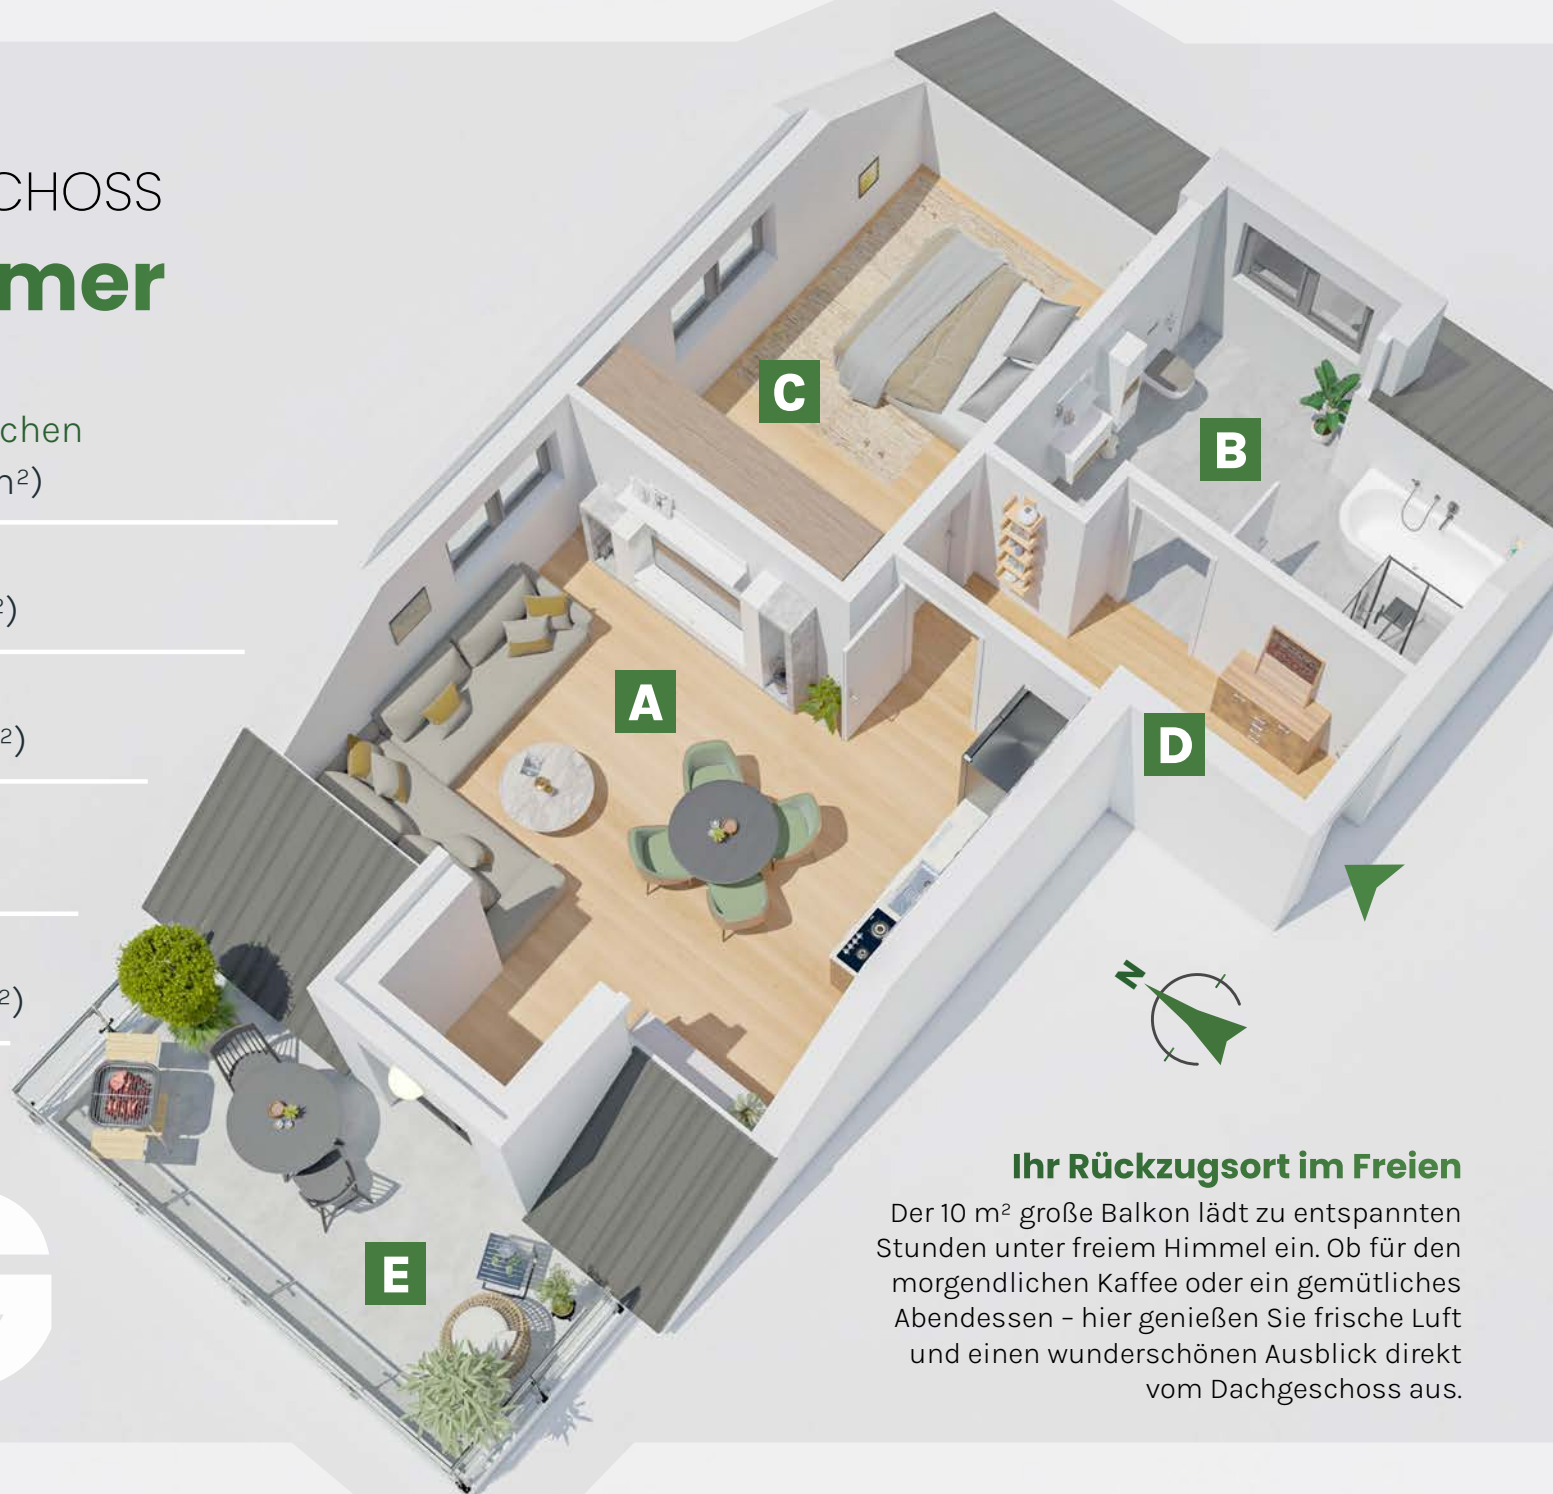 CHOSS
mer
chen
m²)
²)
²)
²)
C
B
A
D
E
N
Ihr Rückzugsort im Freien
Der 10 m² große Balkon lädt zu entspannten
Stunden unter freiem Himmel ein. Ob für den
morgendlichen Kaffee oder ein gemütliches
Abendessen – hier genießen Sie frische Luft
und einen wunderschönen Ausblick direkt
vom Dachgeschoss aus.